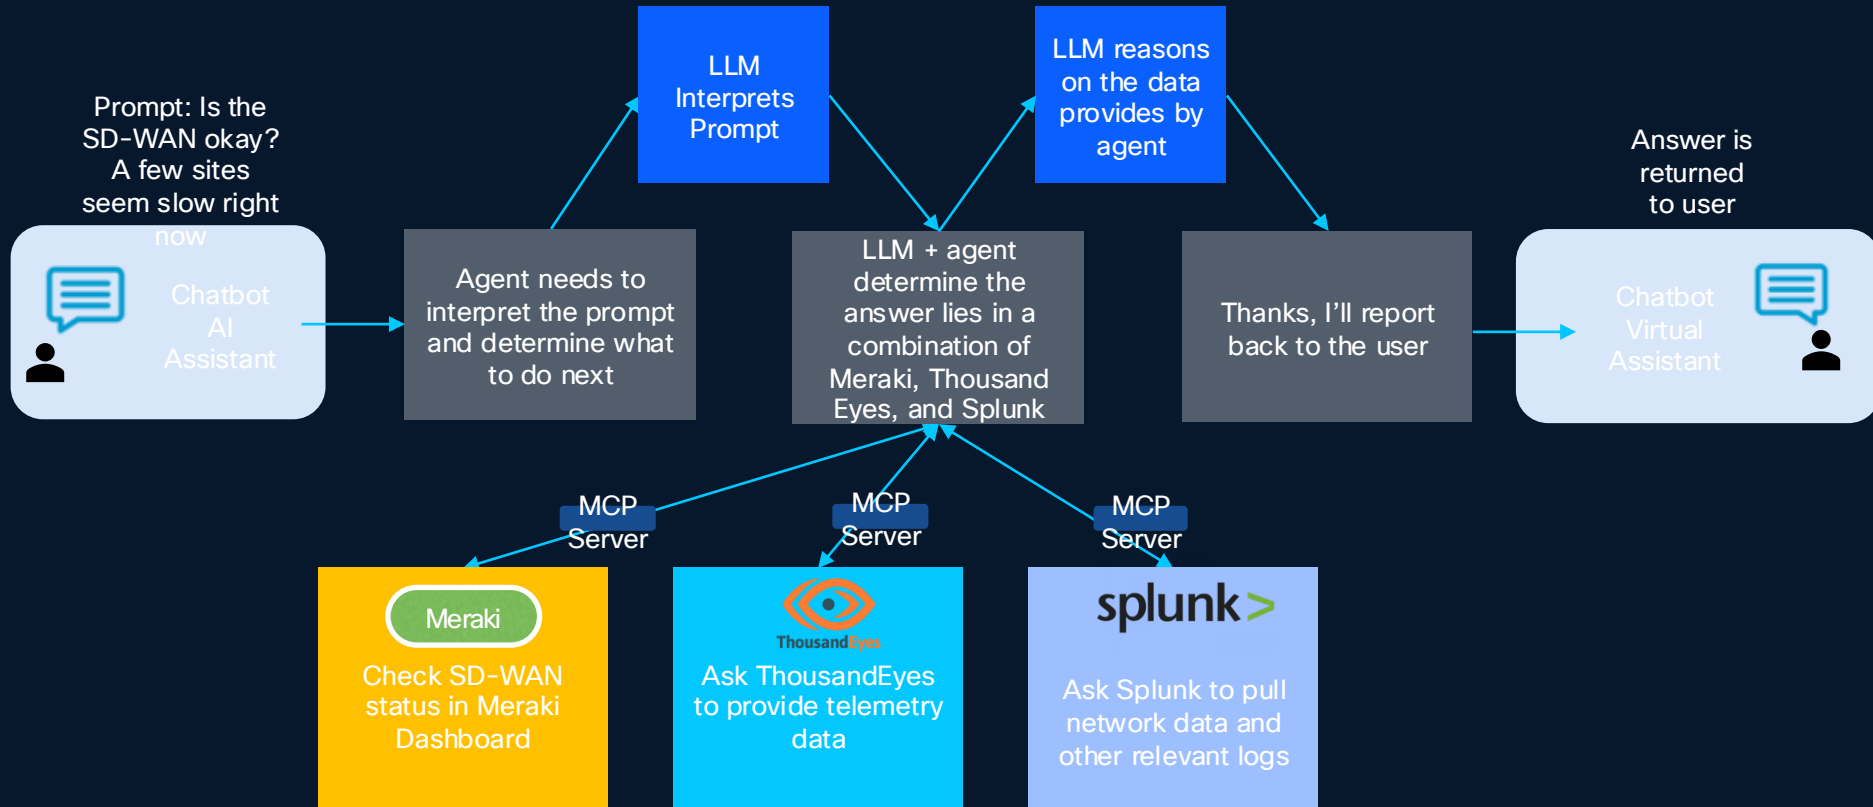 Prompt: Is the
SD-WAN okay?
A few sites
seem slow right
now
Chatbot
AI
Assistant
Agent needs to
interpret the prompt
and determine what
to do next
LLM
Interprets
Prompt
LLM + agent
determine the
answer lies in a
combination of
Meraki, Thousand
Eyes, and Splunk
LLM reasons
on the data
provides by
agent
Thanks, I’ll report
back to the user
Answer is
returned
to user
Chatbot
Virtual
Assistant
MCP
Server
MCP
Server
MCP
Server
Meraki
Check SD-WAN
status in Meraki
Dashboard
ThousandEyes
Ask ThousandEyes
to provide telemetry
data
splunk>
Ask Splunk to pull
network data and
other relevant logs